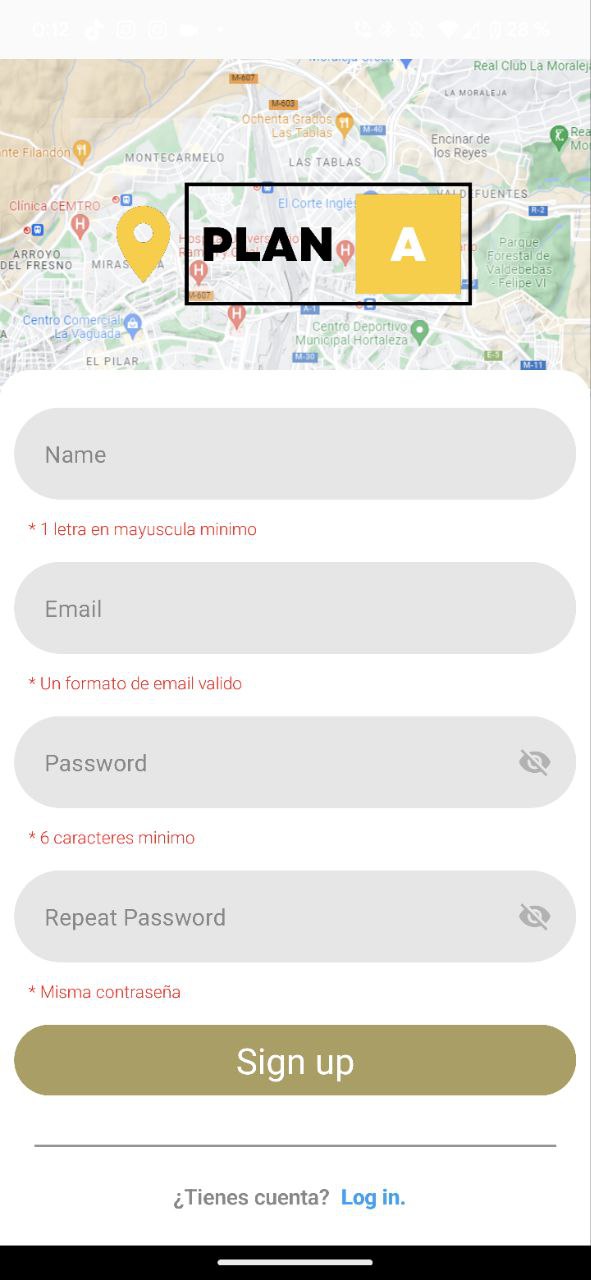 0:12
28 %
Moraleja Green
Real Club La Moraleja
M-607
LA MORALEJA
M-603
Ochenta Grados
Las Tablas
M-40
Encinar de
los Reyes
Rea
Mor
nte Filandón
MONTECARMELO
LAS TABLAS
Clínica CEMTRO
El Corte Inglés
VALDEFUENTES
R-2
PLAN A
ARROYO
DEL FRESNO
MIRAS
M-607
Parque
Forestal de
Valdebebas
- Felipe VI
Centro Comercial
La Vaguada
A-1
Centro Deportivo
Municipal Hortaleza
EL PILAR
M-30
E-5
M-11
Name
* 1 letra en mayuscula minimo
Email
* Un formato de email valido
Password
* 6 caracteres minimo
Repeat Password
* Misma contraseña
Sign up
¿Tienes cuenta? Log in.